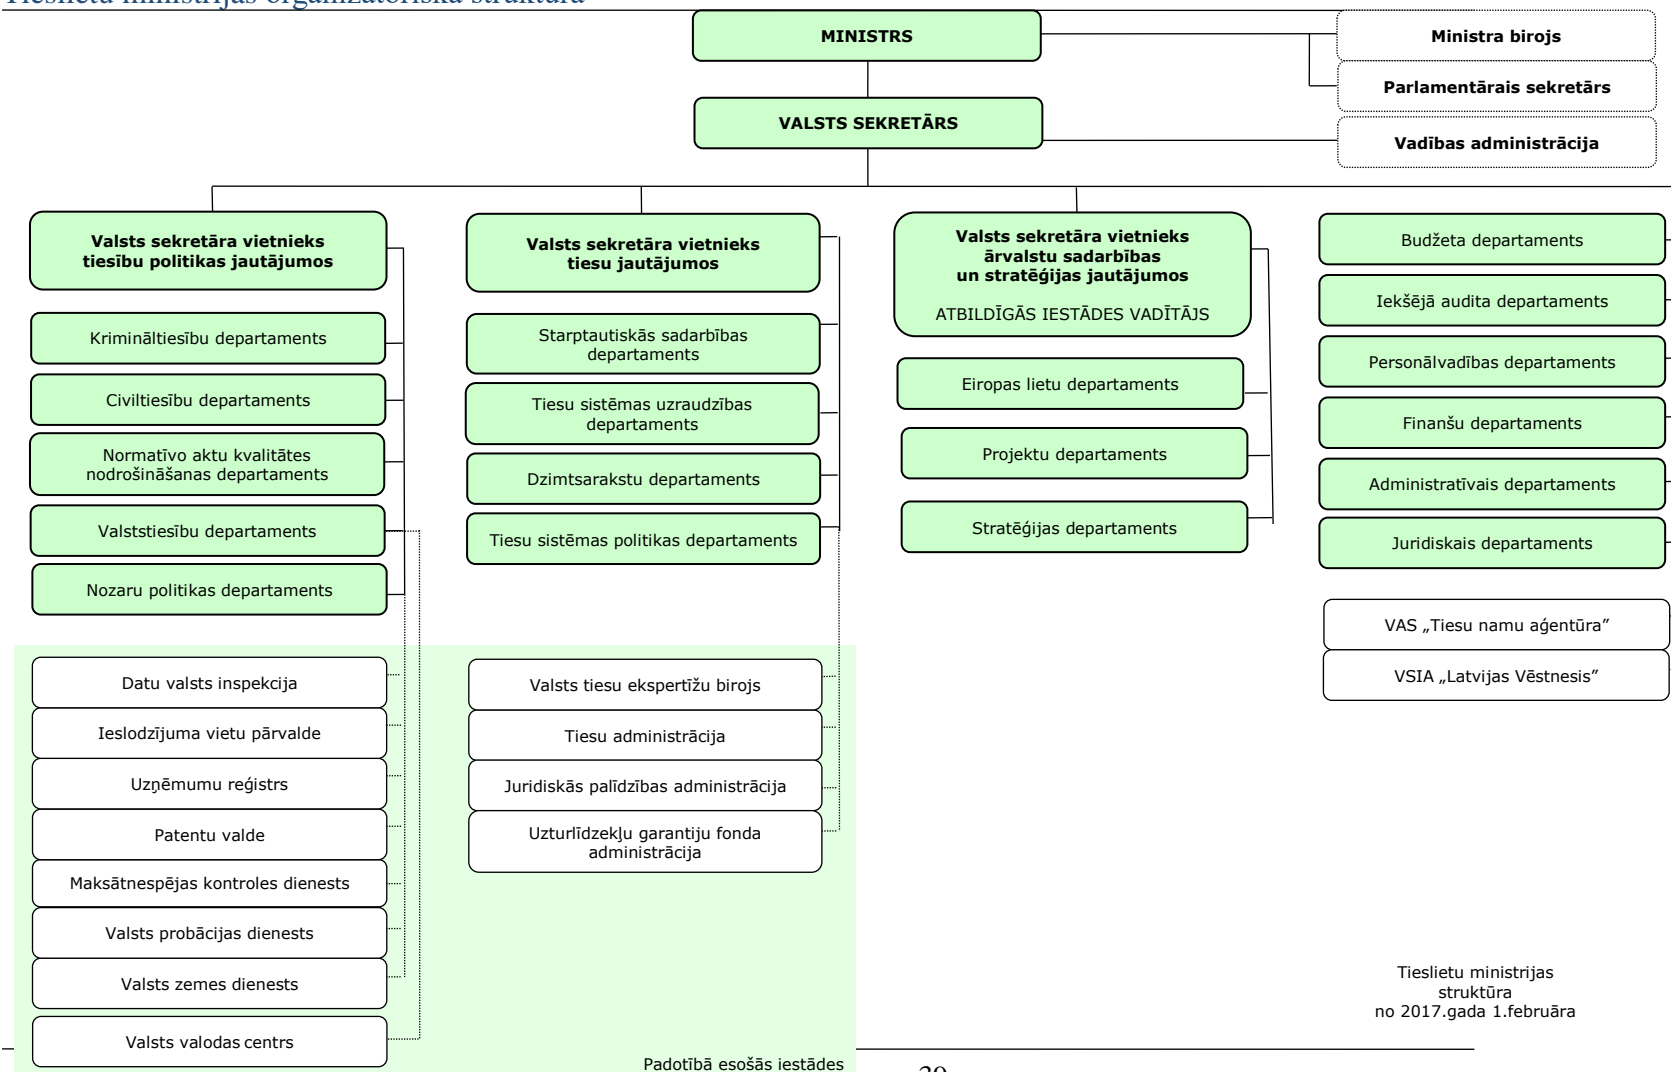 Tieslietu ministrijas organizatoriskā struktūra
MINISTRS
Ministra birojs
Parlamentārais sekretārs
VALSTS SEKRETĀRS
Vadības administrācija
Valsts sekretāra vietnieks
tiesību politikas jautājumos
Krimināltiesību departaments
Civiltiesību departaments
Normatīvo aktu kvalitātes
nodrošināšanas departaments
Valststiesību departaments
Nozaru politikas departaments
Datu valsts inspekcija
Ieslodzījuma vietu pārvalde
Uzņēmumu reģistrs
Patentu valde
Maksātnespējas kontroles dienests
Valsts probācijas dienests
Valsts zemes dienests
Valsts valodas centrs
Valsts sekretāra vietnieks
tiesu jautājumos
Starptautiskās sadarbības
departaments
Tiesu sistēmas uzraudzības
departaments
Dzimtsarakstu departaments
Tiesu sistēmas politikas departaments
Valsts tiesu ekspertīžu birojs
Tiesu administrācija
Juridiskās palīdzības administrācija
Uzturlīdzekļu garantiju fonda
administrācija
Padotībā esošās iestādes
Valsts sekretāra vietnieks
ārvalstu sadarbības
un stratēģijas jautājumos
ATBILDĪGĀS IESTĀDES VADĪTĀJS
Eiropas lietu departaments
Projektu departaments
Stratēģijas departaments
Budžeta departaments
Iekšējā audita departaments
Personālvadības departaments
Finanšu departaments
Administratīvais departaments
Juridiskais departaments
VAS „Tiesu namu aģentūra”
VSIA „Latvijas Vēstnesis”
Tieslietu ministrijas
struktūra
no 2017.gada 1.februāra